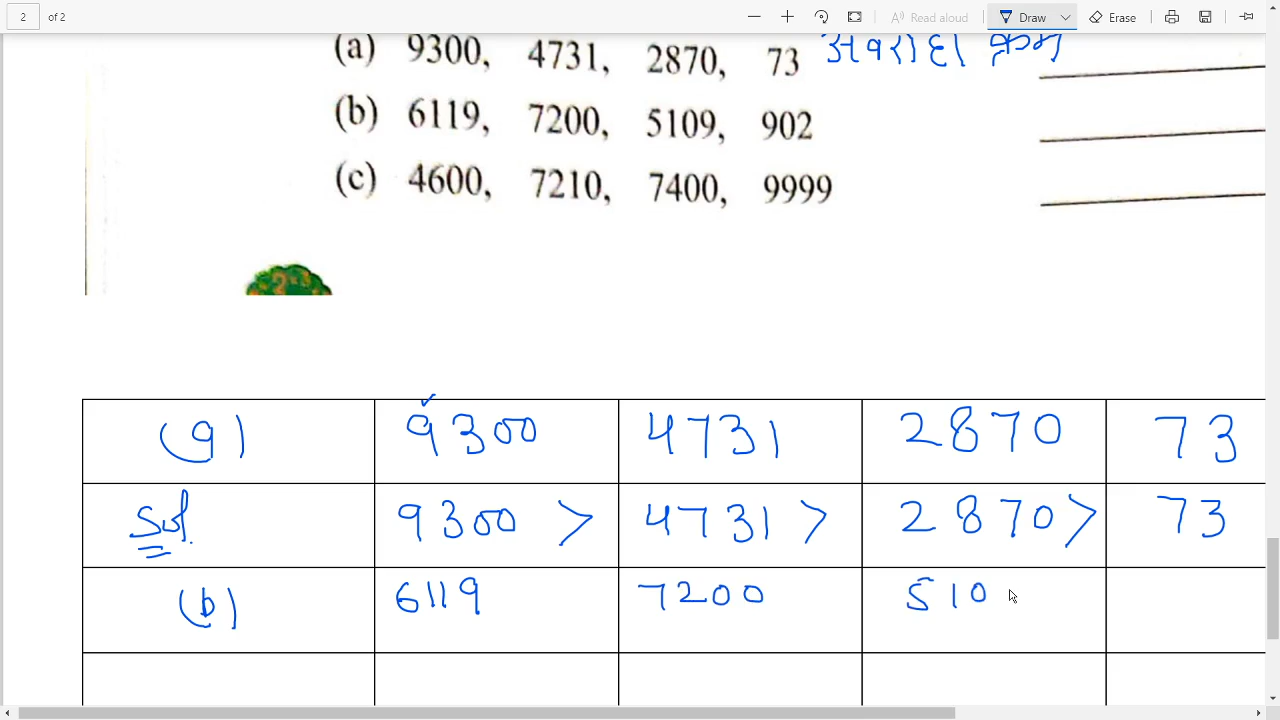 2 of 2 Read aloud Draw Erase
(a) 9300, 4731, 2870, 73 अवरोही क्रम
(b) 6119, 7200, 5109, 902
(c) 4600, 7210, 7400, 9999
(a) 9300 4731 2870 73
Sol. 9300 > 4731 > 2870 > 73
(b) 6119 7200 510